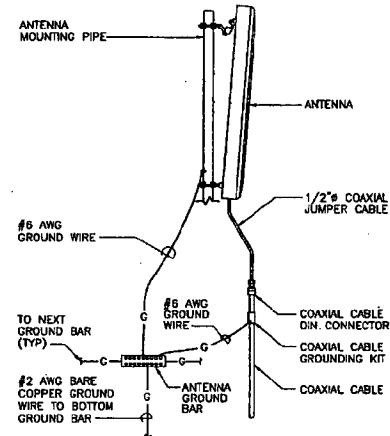 ANTENNA
MOUNTING PIPE
ANTENNA
1/2"ø COAXIAL
JUMPER CABLE
#6 AWG
GROUND WIRE
#6 AWG
GROUND
WIRE
TO NEXT
GROUND BAR
(TYP)
COAXIAL CABLE
DIN. CONNECTOR
COAXIAL CABLE
GROUNDING KIT
G
G
G
G
G
#2 AWG BARE
COPPER GROUND
WIRE TO BOTTOM
GROUND BAR
ANTENNA
GROUND
BAR
COAXIAL CABLE